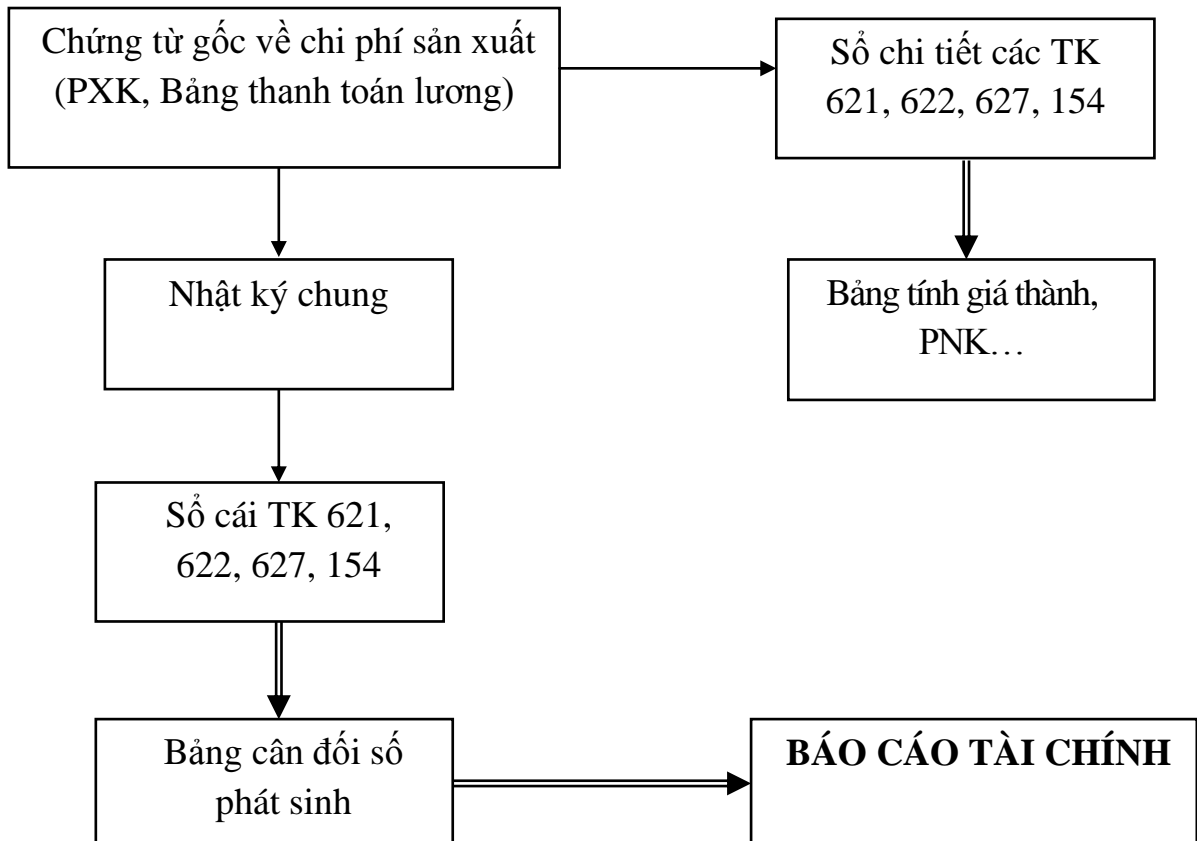 Chứng từ gốc về chi phí sản xuất
(PXK, Bảng thanh toán lương)
Sổ chi tiết các TK
621, 622, 627, 154
Nhật ký chung
Bảng tính giá thành,
PNK…
Sổ cái TK 621,
622, 627, 154
Bảng cân đối số
phát sinh
BÁO CÁO TÀI CHÍNH